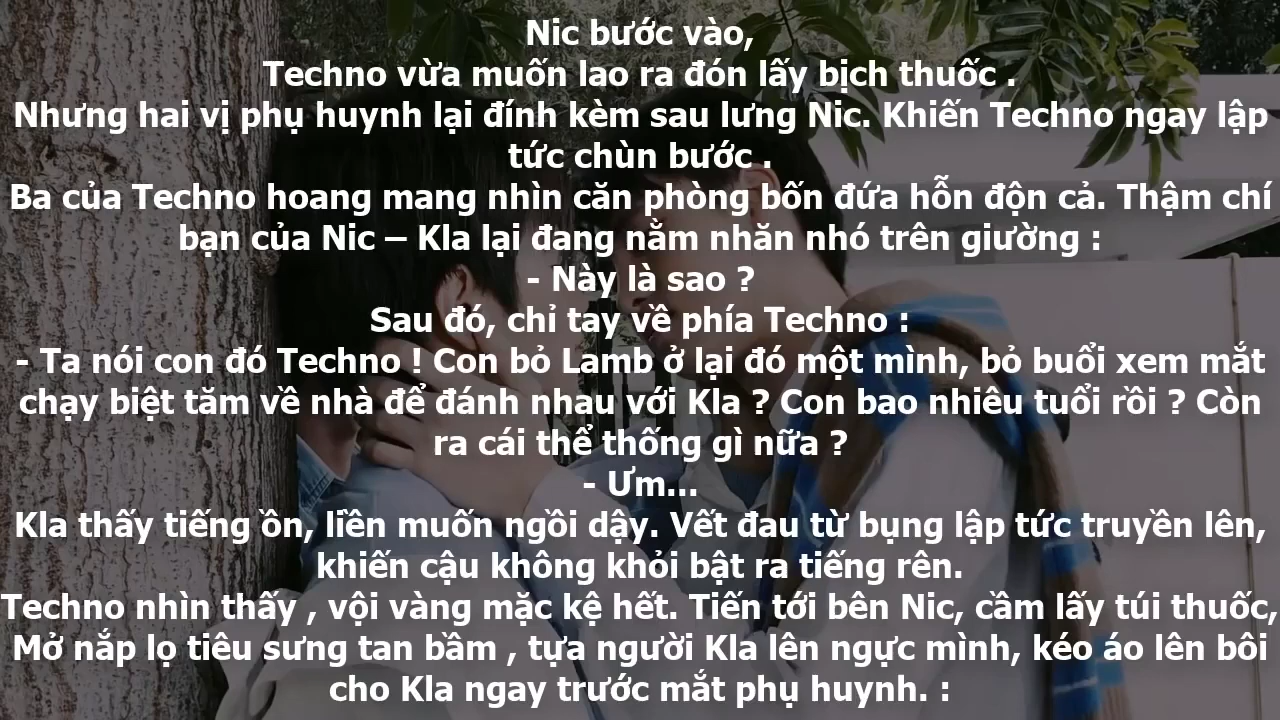 Nic bước vào,
Techno vừa muốn lao ra đón lấy bịch thuốc .
Nhưng hai vị phụ huynh lại đính kèm sau lưng Nic. Khiến Techno ngay lập
tức chùn bước .
Ba của Techno hoang mang nhìn căn phòng bốn đứa hỗn độn cả. Thậm chí
bạn của Nic – Kla lại đang nằm nhăn nhó trên giường :
- Này là sao ?
Sau đó, chỉ tay về phía Techno :
- Ta nói con đó Techno ! Con bỏ Lamb ở lại đó một mình, bỏ buổi xem mắt
chạy biệt tăm về nhà để đánh nhau với Kla ? Con bao nhiêu tuổi rồi ? Còn
ra cái thể thống gì nữa ?
- Ưm...
Kla thấy tiếng ồn, liền muốn ngồi dậy. Vết đau từ bụng lập tức truyền lên,
khiến cậu không khỏi bật ra tiếng rên.
Techno nhìn thấy , vội vàng mặc kệ hết. Tiến tới bên Nic, cầm lấy túi thuốc,
Mở nắp lọ tiêu sưng tan bầm , tựa người Kla lên ngực mình, kéo áo lên bôi
cho Kla ngay trước mắt phụ huynh. :